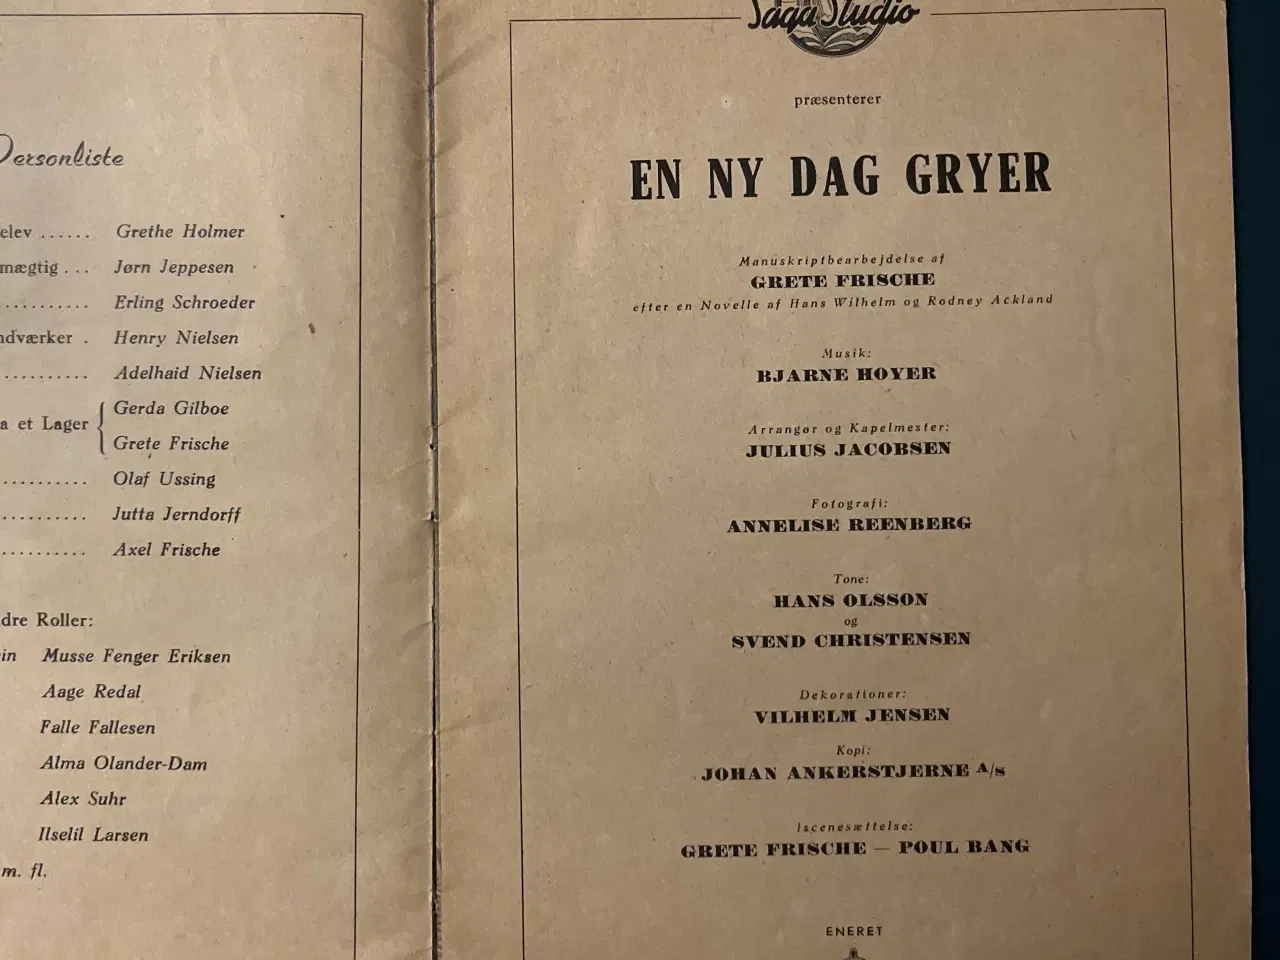 Personliste
elev ...... Grethe Holmer
mægtig ... Jørn Jeppesen
.......... Erling Schroeder
ndværker . Henry Nielsen
.......... Adelhaid Nielsen
a et Lager { Gerda Gilboe
Grete Frische
.......... Olaf Ussing
.......... Jutta Jerndorff
.......... Axel Frische
dre Roller:
in Musse Fenger Eriksen
Aage Redal
Falle Fallesen
Alma Olander-Dam
Alex Suhr
Ilselil Larsen
m. fl.
Saga Studio
præsenterer
EN NY DAG GRYER
Manuskriptbearbejdelse af
GRETE FRISCHE
efter en Novelle af Hans Wilhelm og Rodney Ackland
Musik:
BJARNE HOYER
Arrangør og Kapelmester:
JULIUS JACOBSEN
Fotografi:
ANNELISE REENBERG
Tone:
HANS OLSSON
og
SVEND CHRISTENSEN
Dekorationer:
VILHELM JENSEN
Kopi:
JOHAN ANKERSTJERNE A/s
Iscenesættelse:
GRETE FRISCHE — POUL BANG
ENERET